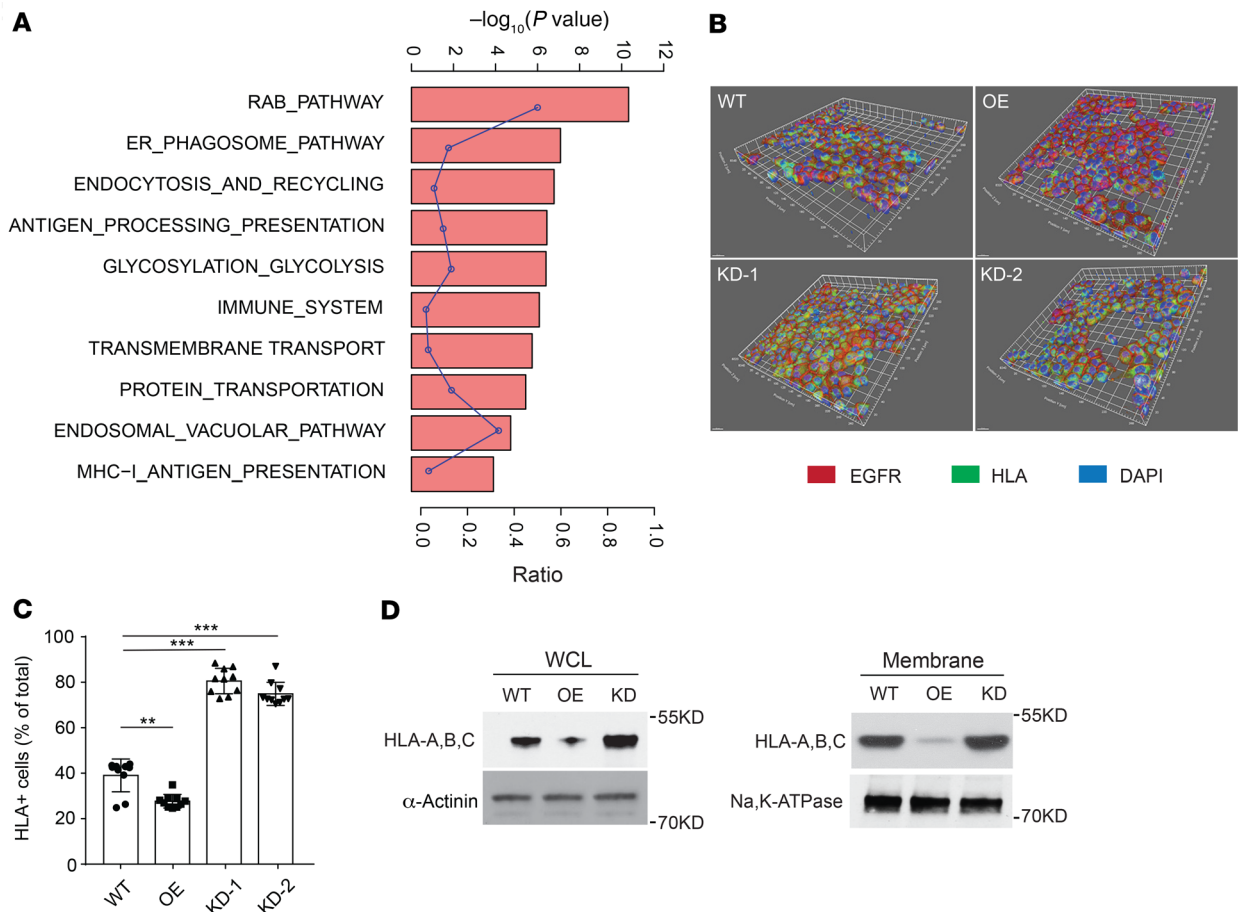 A
–log10(P value)
0 2 4 6 8 10 12
RAB_PATHWAY
ER_PHAGOSOME_PATHWAY
ENDOCYTOSIS_AND_RECYCLING
ANTIGEN_PROCESSING_PRESENTATION
GLYCOSYLATION_GLYCOLYSIS
IMMUNE_SYSTEM
TRANSMEMBRANE TRANSPORT
PROTEIN_TRANSPORTATION
ENDOSOMAL_VACUOLAR_PATHWAY
MHC−I_ANTIGEN_PRESENTATION
0.0 0.2 0.4 0.6 0.8 1.0
Ratio
B
WT
OE
KD-1
KD-2
EGFR HLA DAPI
C
HLA+ cells (% of total)
100
80
60
40
20
0
***
***
**
WT OE KD-1 KD-2
D
WCL
WT OE KD
-55KD
HLA-A,B,C
α-Actinin
-70KD
Membrane
WT OE KD
-55KD
HLA-A,B,C
Na,K-ATPase
-70KD